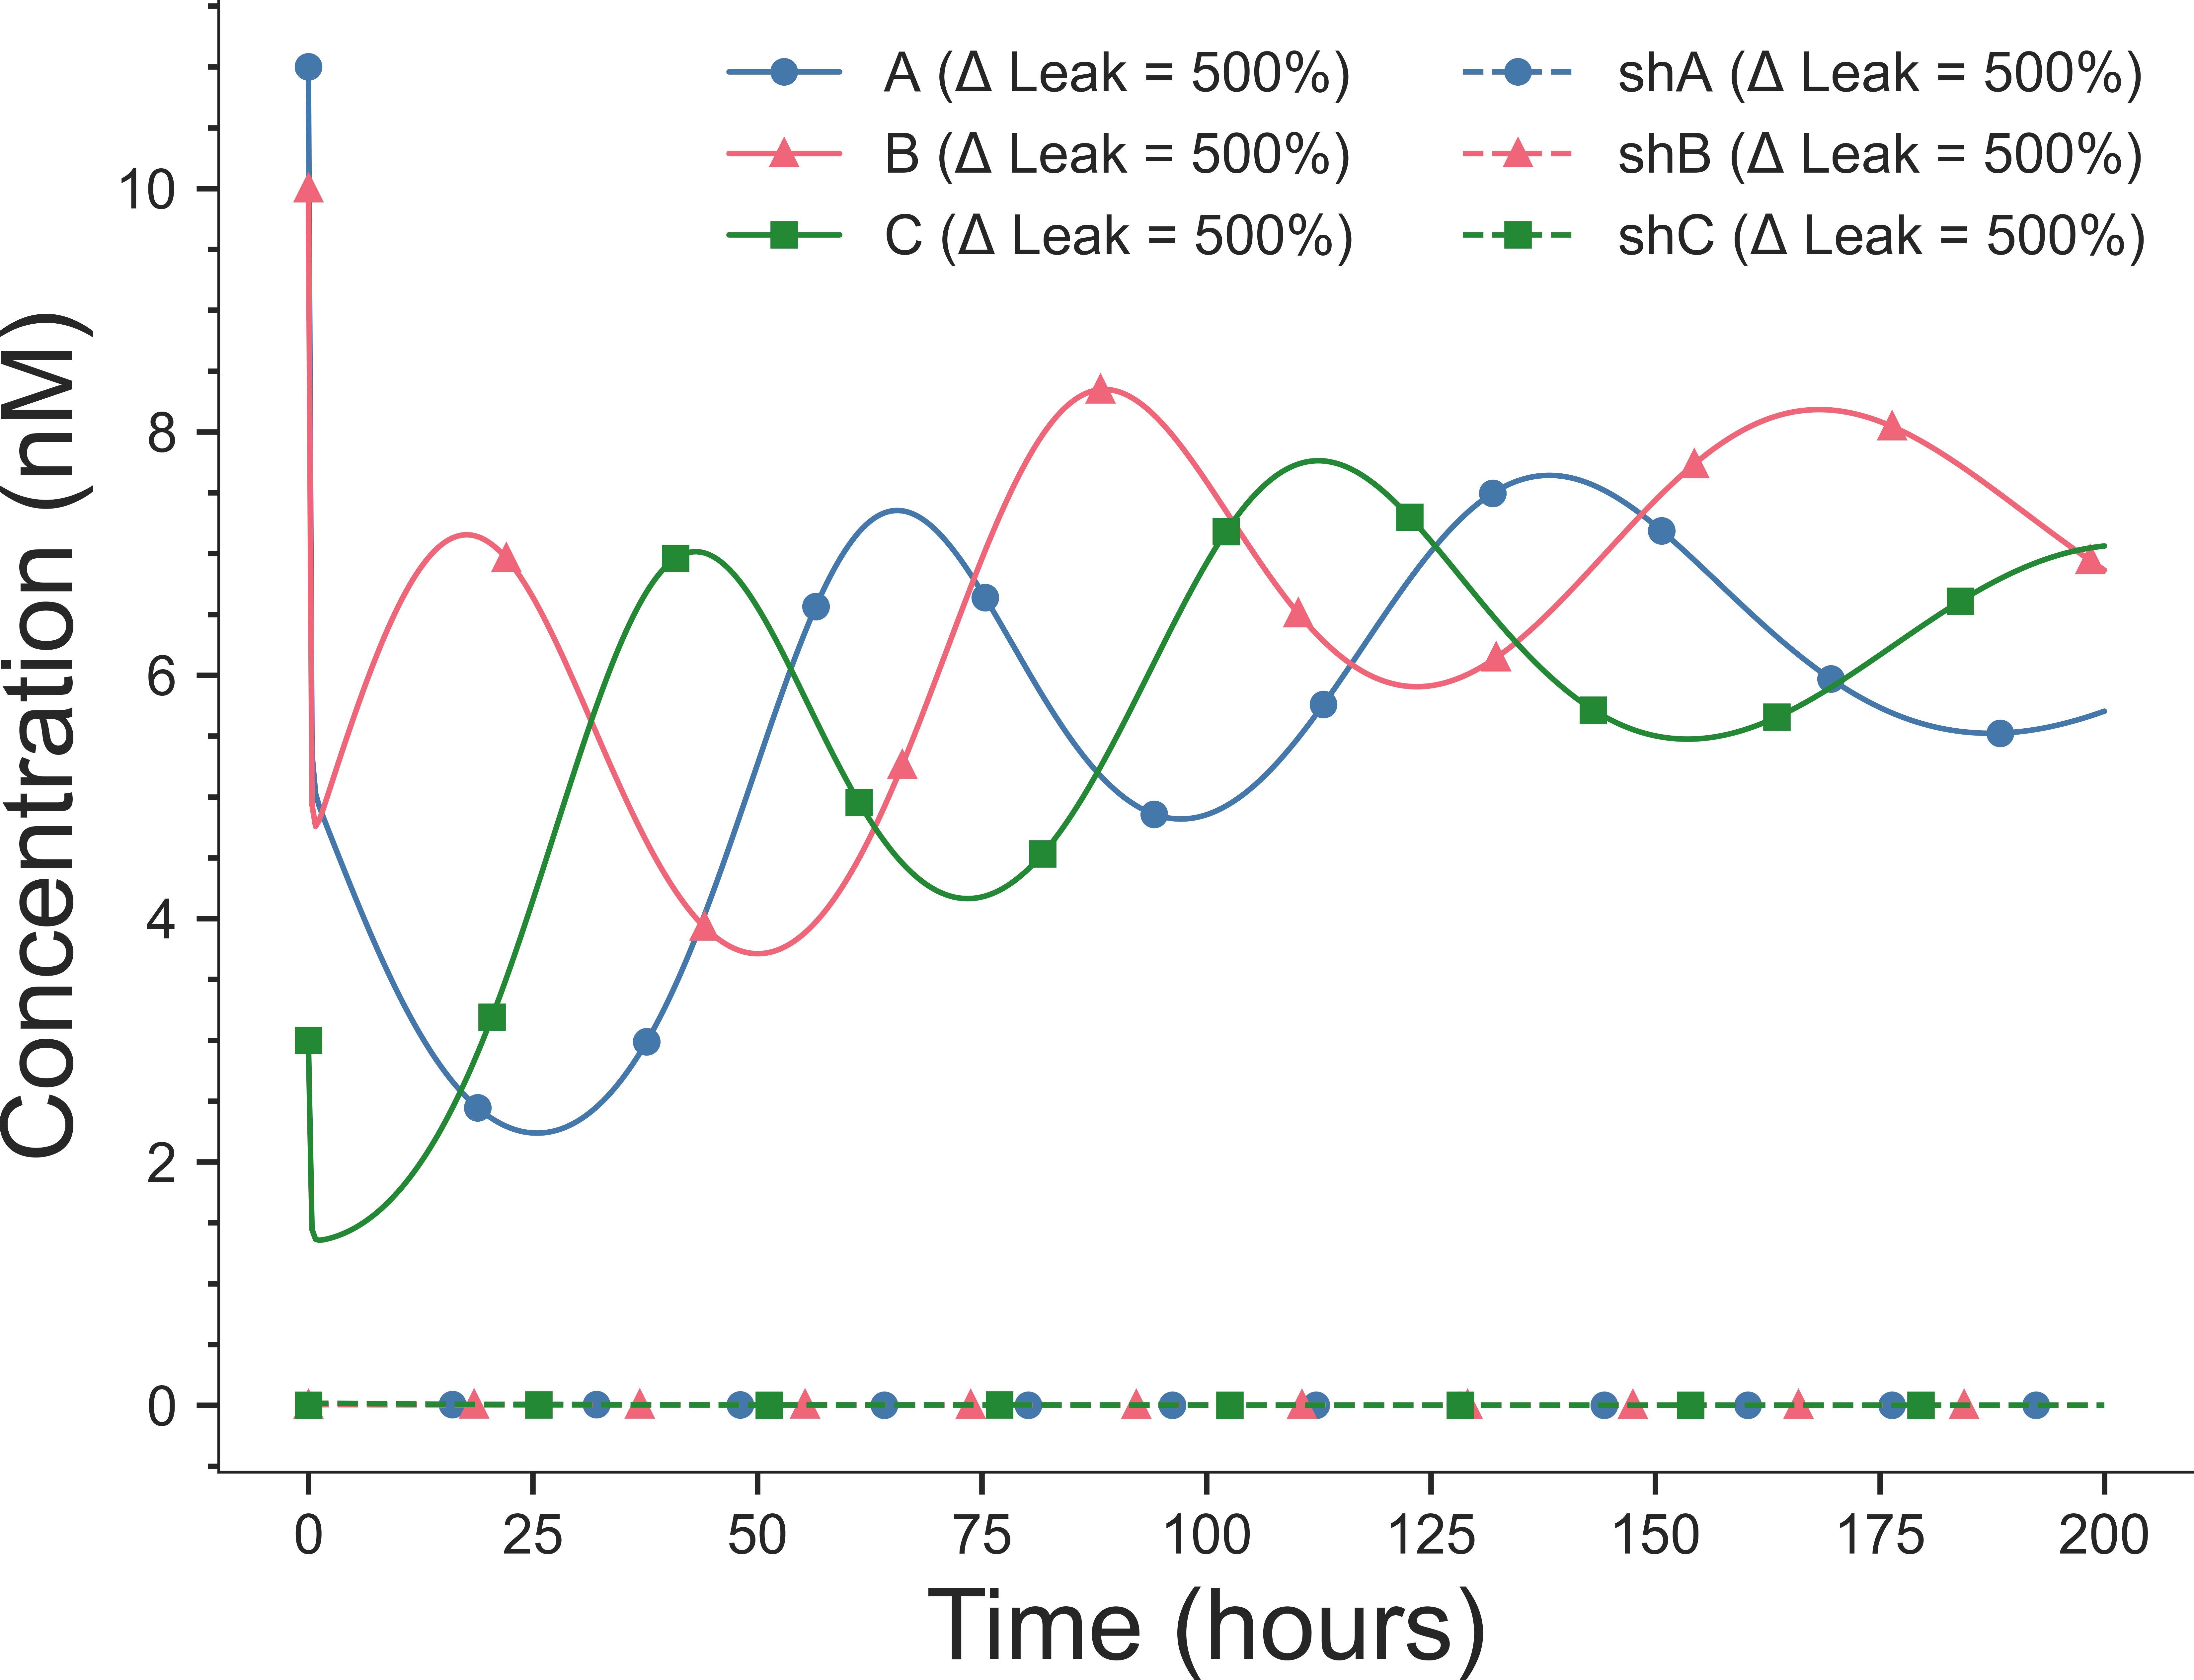 A (Δ Leak = 500%)
B (Δ Leak = 500%)
C (Δ Leak = 500%)
shA (Δ Leak = 500%)
shB (Δ Leak = 500%)
shC (Δ Leak = 500%)
Concentration (nM)
10
8
6
4
2
0
0 25 50 75 100 125 150 175 200
Time (hours)